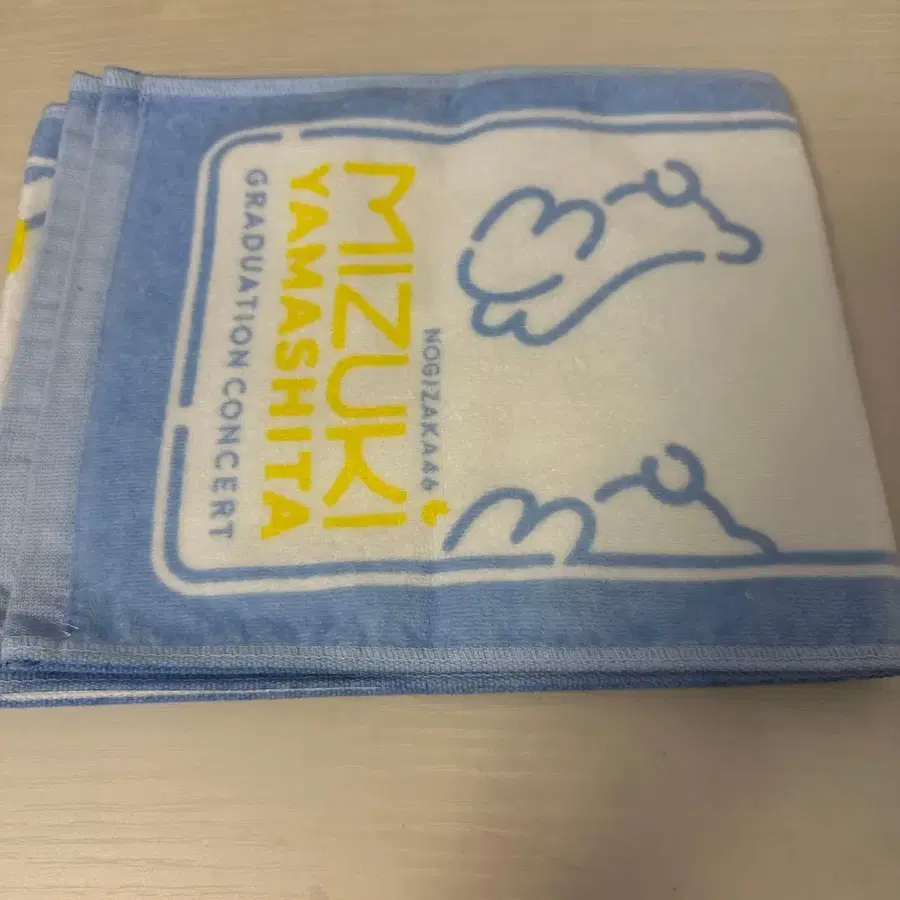 NOGIZAKA46
MIZUKI
YAMASHITA
GRADUATION CONCERT